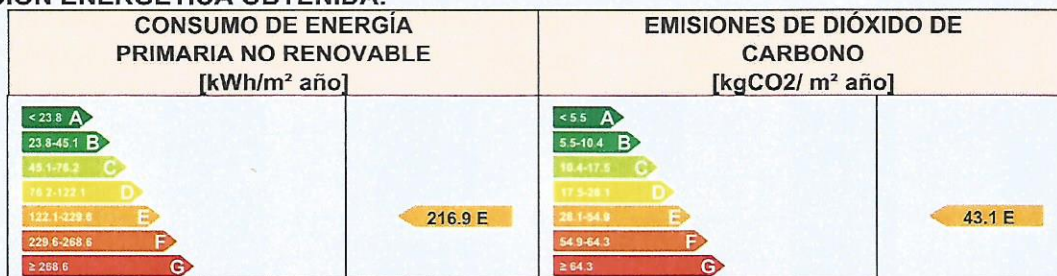 CONSUMO DE ENERGÍA
PRIMARIA NO RENOVABLE
[kWh/m² año]
EMISIONES DE DIÓXIDO DE
CARBONO
[kgCO2/ m² año]
< 23.8 A
23.8-45.1 B
45.1-76.2 C
76.2-122.1 D
122.1-229.6 E
229.6-268.6 F
≥ 268.6 G
216.9 E
< 5.5 A
5.5-10.4 B
10.4-17.5 C
17.5-28.1 D
28.1-54.9 E
54.9-64.3 F
≥ 64.3 G
43.1 E